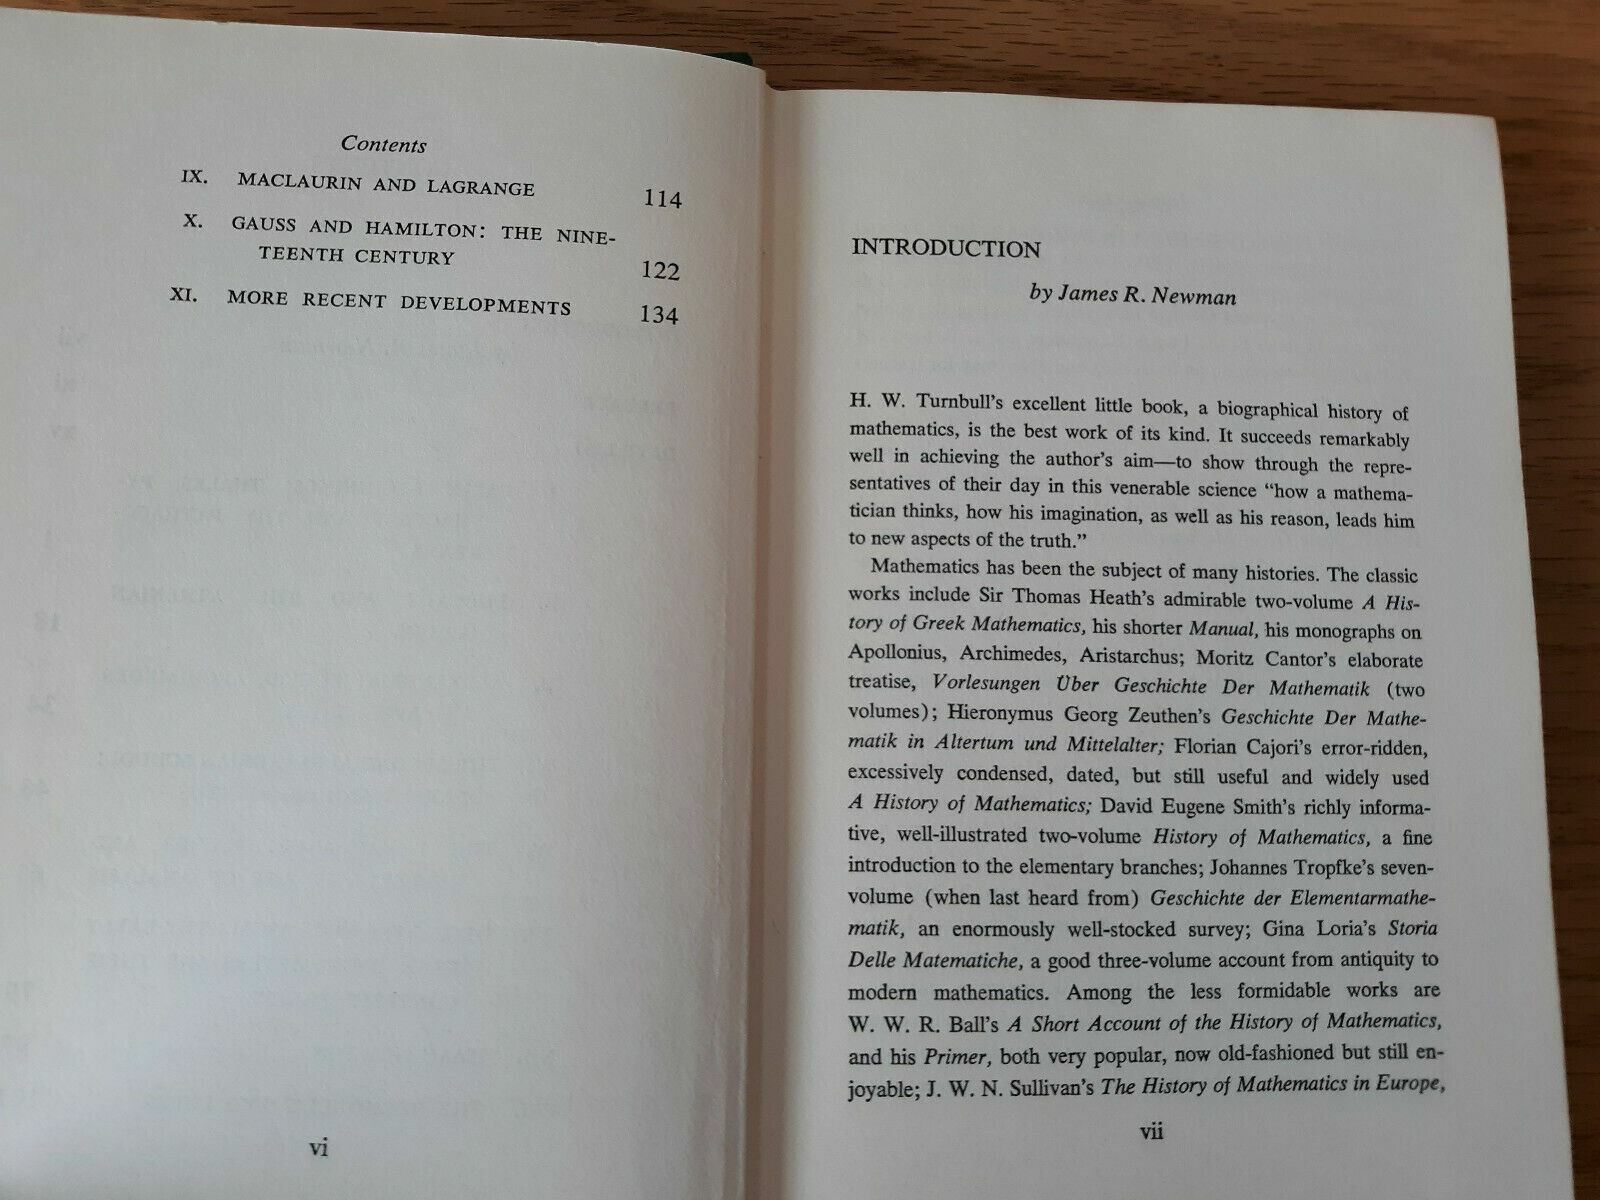 Contents
IX. MACLAURIN AND LAGRANGE 114
X. GAUSS AND HAMILTON: THE NINE-
TEENTH CENTURY 122
XI. MORE RECENT DEVELOPMENTS 134
vi
INTRODUCTION
by James R. Newman
H. W. Turnbull's excellent little book, a biographical history of
mathematics, is the best work of its kind. It succeeds remarkably
well in achieving the author's aim—to show through the repre-
sentatives of their day in this venerable science "how a mathema-
tician thinks, how his imagination, as well as his reason, leads him
to new aspects of the truth."
Mathematics has been the subject of many histories. The classic
works include Sir Thomas Heath's admirable two-volume A His-
tory of Greek Mathematics, his shorter Manual, his monographs on
Apollonius, Archimedes, Aristarchus; Moritz Cantor's elaborate
treatise, Vorlesungen Über Geschichte Der Mathematik (two
volumes); Hieronymus Georg Zeuthen's Geschichte Der Mathe-
matik in Altertum und Mittelalter; Florian Cajori's error-ridden,
excessively condensed, dated, but still useful and widely used
A History of Mathematics; David Eugene Smith's richly informa-
tive, well-illustrated two-volume History of Mathematics, a fine
introduction to the elementary branches; Johannes Tropfke's seven-
volume (when last heard from) Geschichte der Elementarmathe-
matik, an enormously well-stocked survey; Gina Loria's Storia
Delle Matematiche, a good three-volume account from antiquity to
modern mathematics. Among the less formidable works are
W. W. R. Ball's A Short Account of the History of Mathematics,
and his Primer, both very popular, now old-fashioned but still en-
joyable; J. W. N. Sullivan's The History of Mathematics in Europe,
vii